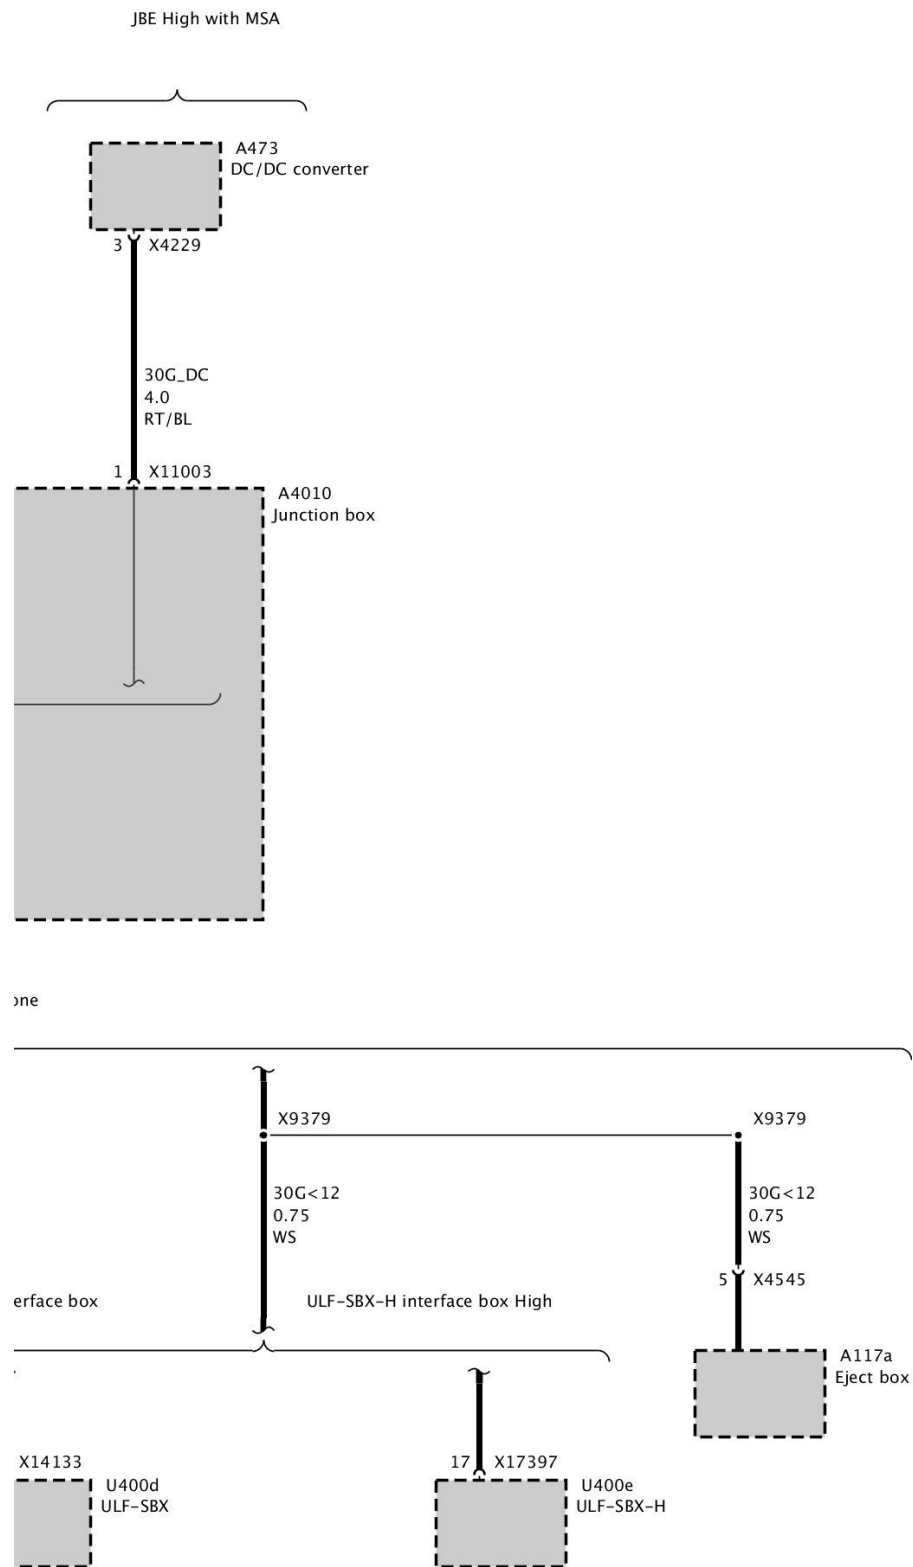 JBE High with MSA
A473
DC/DC converter
3 X4229
30G_DC
4.0
RT/BL
1 X11003
A4010
Junction box
one
X9379 X9379
30G<12 30G<12
0.75 0.75
WS WS
5 X4545
erface box ULF-SBX-H interface box High
A117a
Eject box
X14133 17 X17397
U400d U400e
ULF-SBX ULF-SBX-H